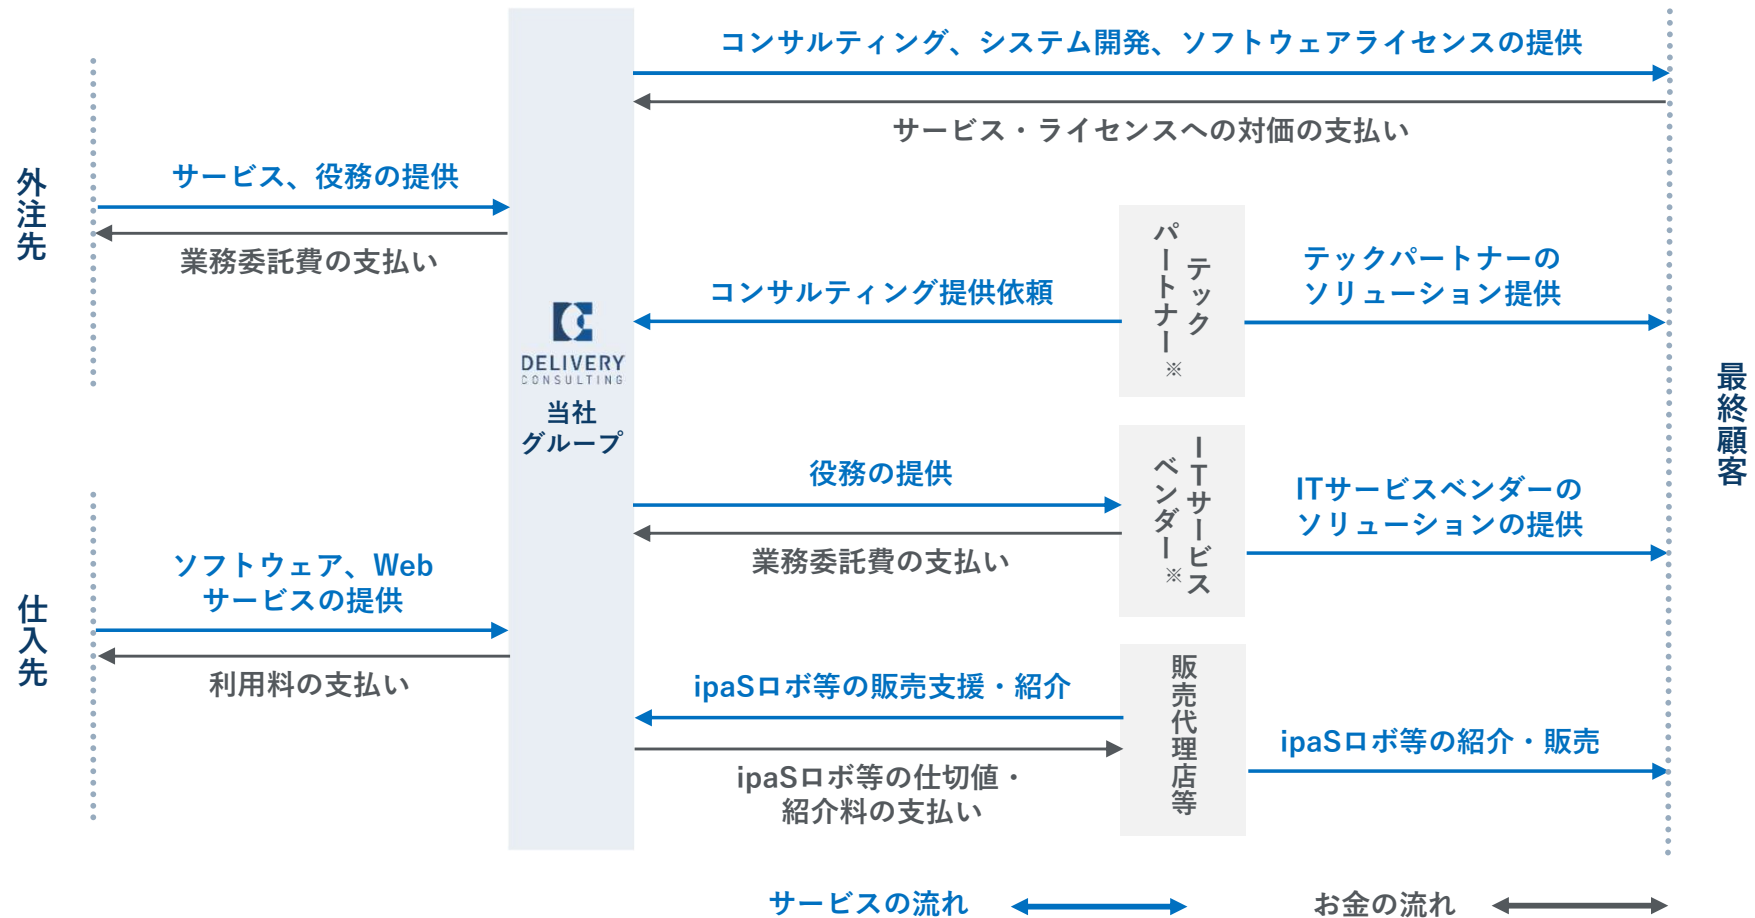 コンサルティング、システム開発、ソフトウェアライセンスの提供
サービス・ライセンスへの対価の支払い
外注先
サービス、役務の提供
業務委託費の支払い
コンサルティング提供依頼
テック
パートナー※
テックパートナーの
ソリューション提供
DELIVERY
CONSULTING
当社
グループ
最終顧客
役務の提供
業務委託費の支払い
ITサービス
ベンダー※
ITサービスベンダーの
ソリューションの提供
仕入先
ソフトウェア、Web
サービスの提供
利用料の支払い
ipaSロボ等の販売支援・紹介
ipaSロボ等の仕切値・
紹介料の支払い
販売代理店等
ipaSロボ等の紹介・販売
サービスの流れ
お金の流れ